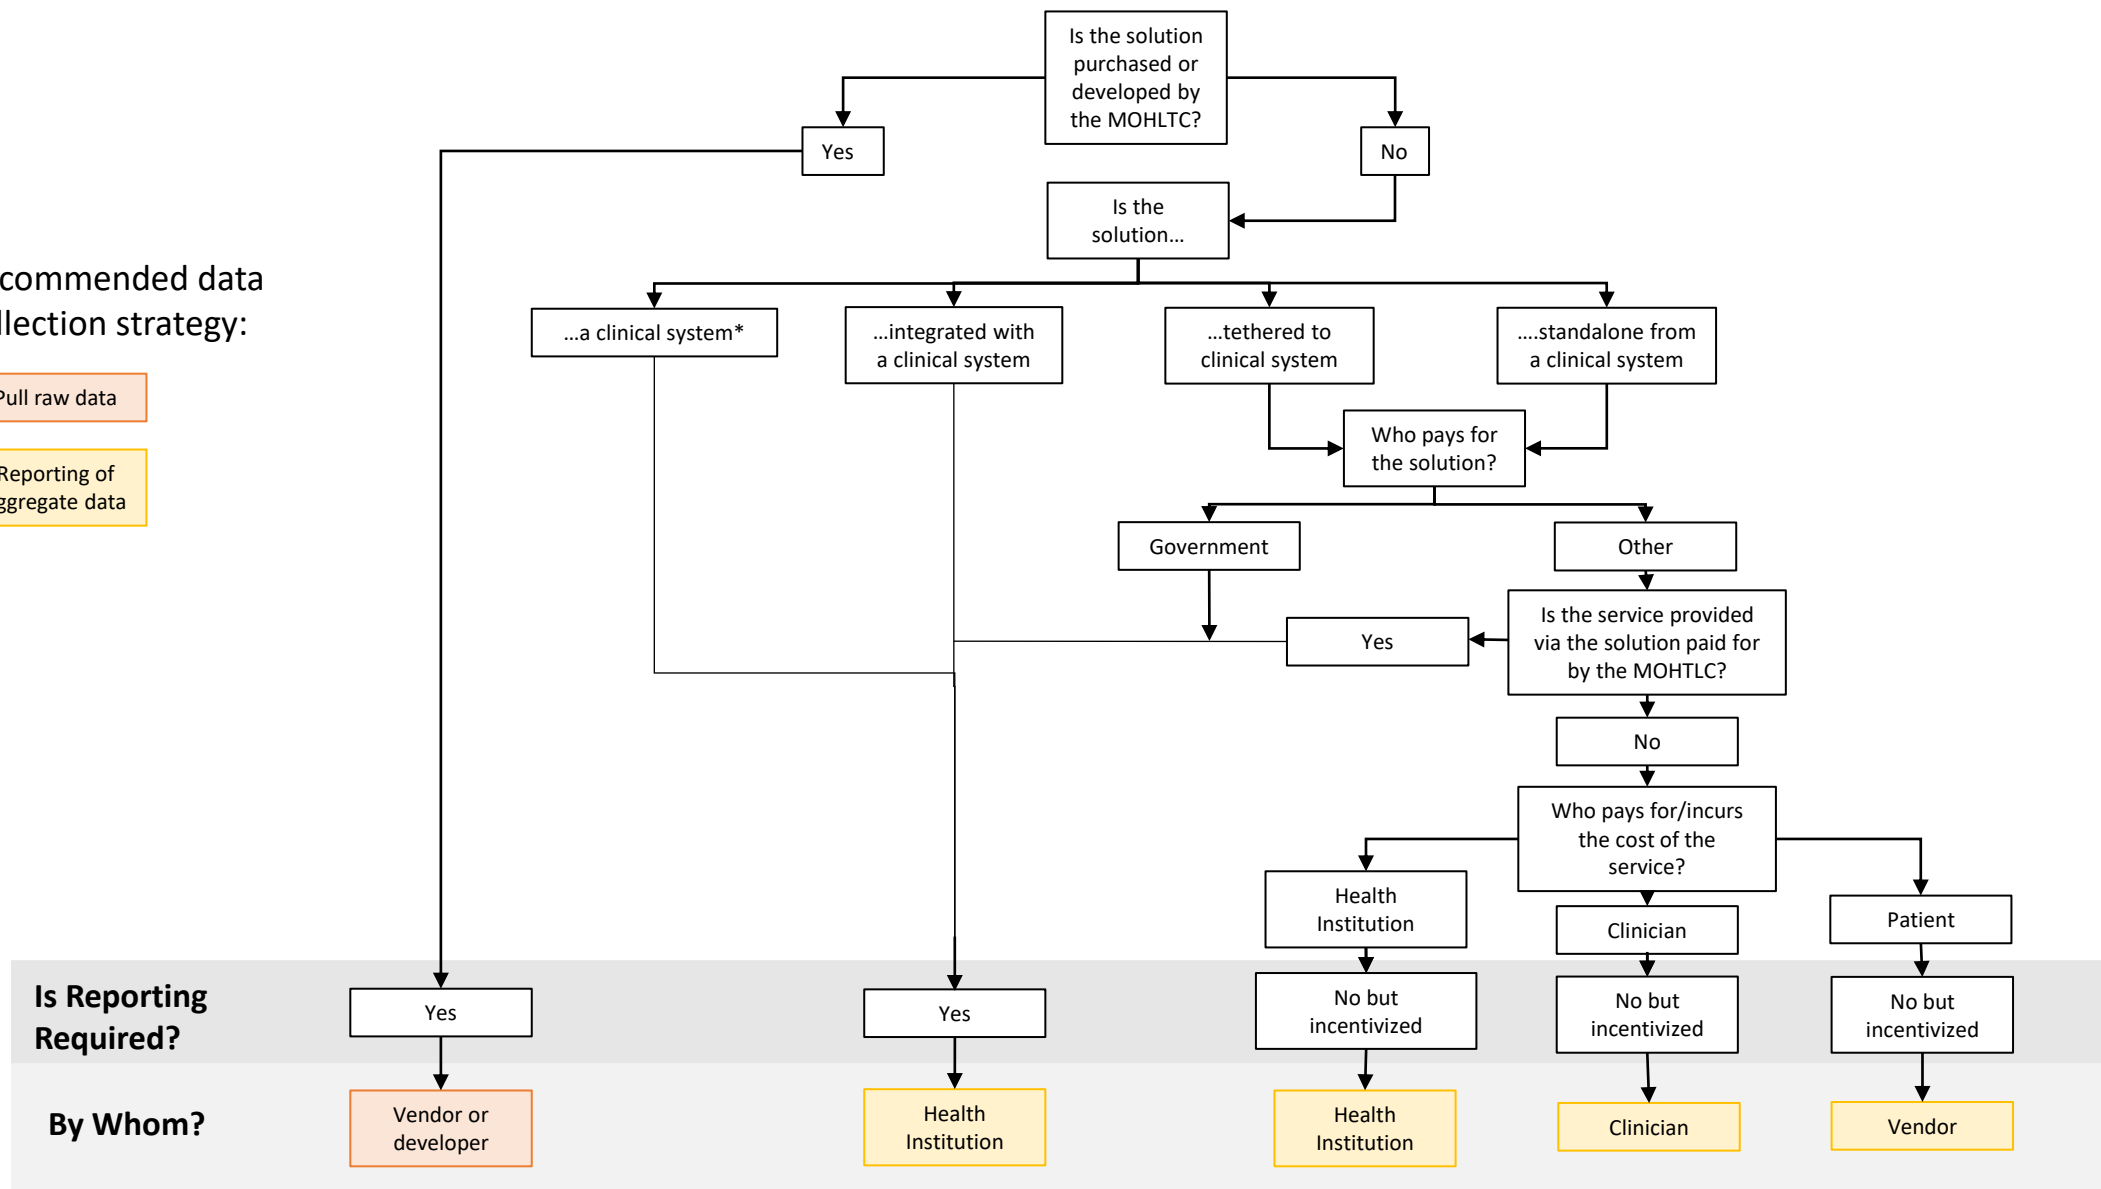 Is the solution
purchased or
developed by
the MOHLTC?
Yes
No
Is the
solution…
commended data
llection strategy:
Pull raw data
Reporting of
ggregate data
…a clinical system*
…integrated with
a clinical system
…tethered to
clinical system
….standalone from
a clinical system
Who pays for
the solution?
Government
Other
Is the service provided
via the solution paid for
by the MOHTLC?
Yes
No
Who pays for/incurs
the cost of the
service?
Health
Institution
Clinician
Patient
Is Reporting
Required?
Yes
Yes
No but
incentivized
No but
incentivized
No but
incentivized
By Whom?
Vendor or
developer
Health
Institution
Health
Institution
Clinician
Vendor